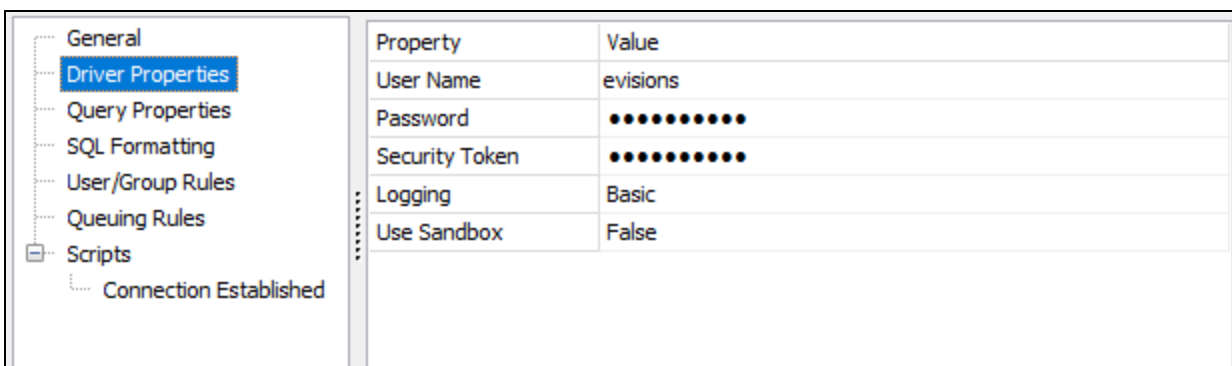 General
Driver Properties
Query Properties
SQL Formatting
User/Group Rules
Queuing Rules
Scripts
Connection Established
Property Value
User Name evisions
Password ●●●●●●●●●●
Security Token ●●●●●●●●●●
Logging Basic
Use Sandbox False